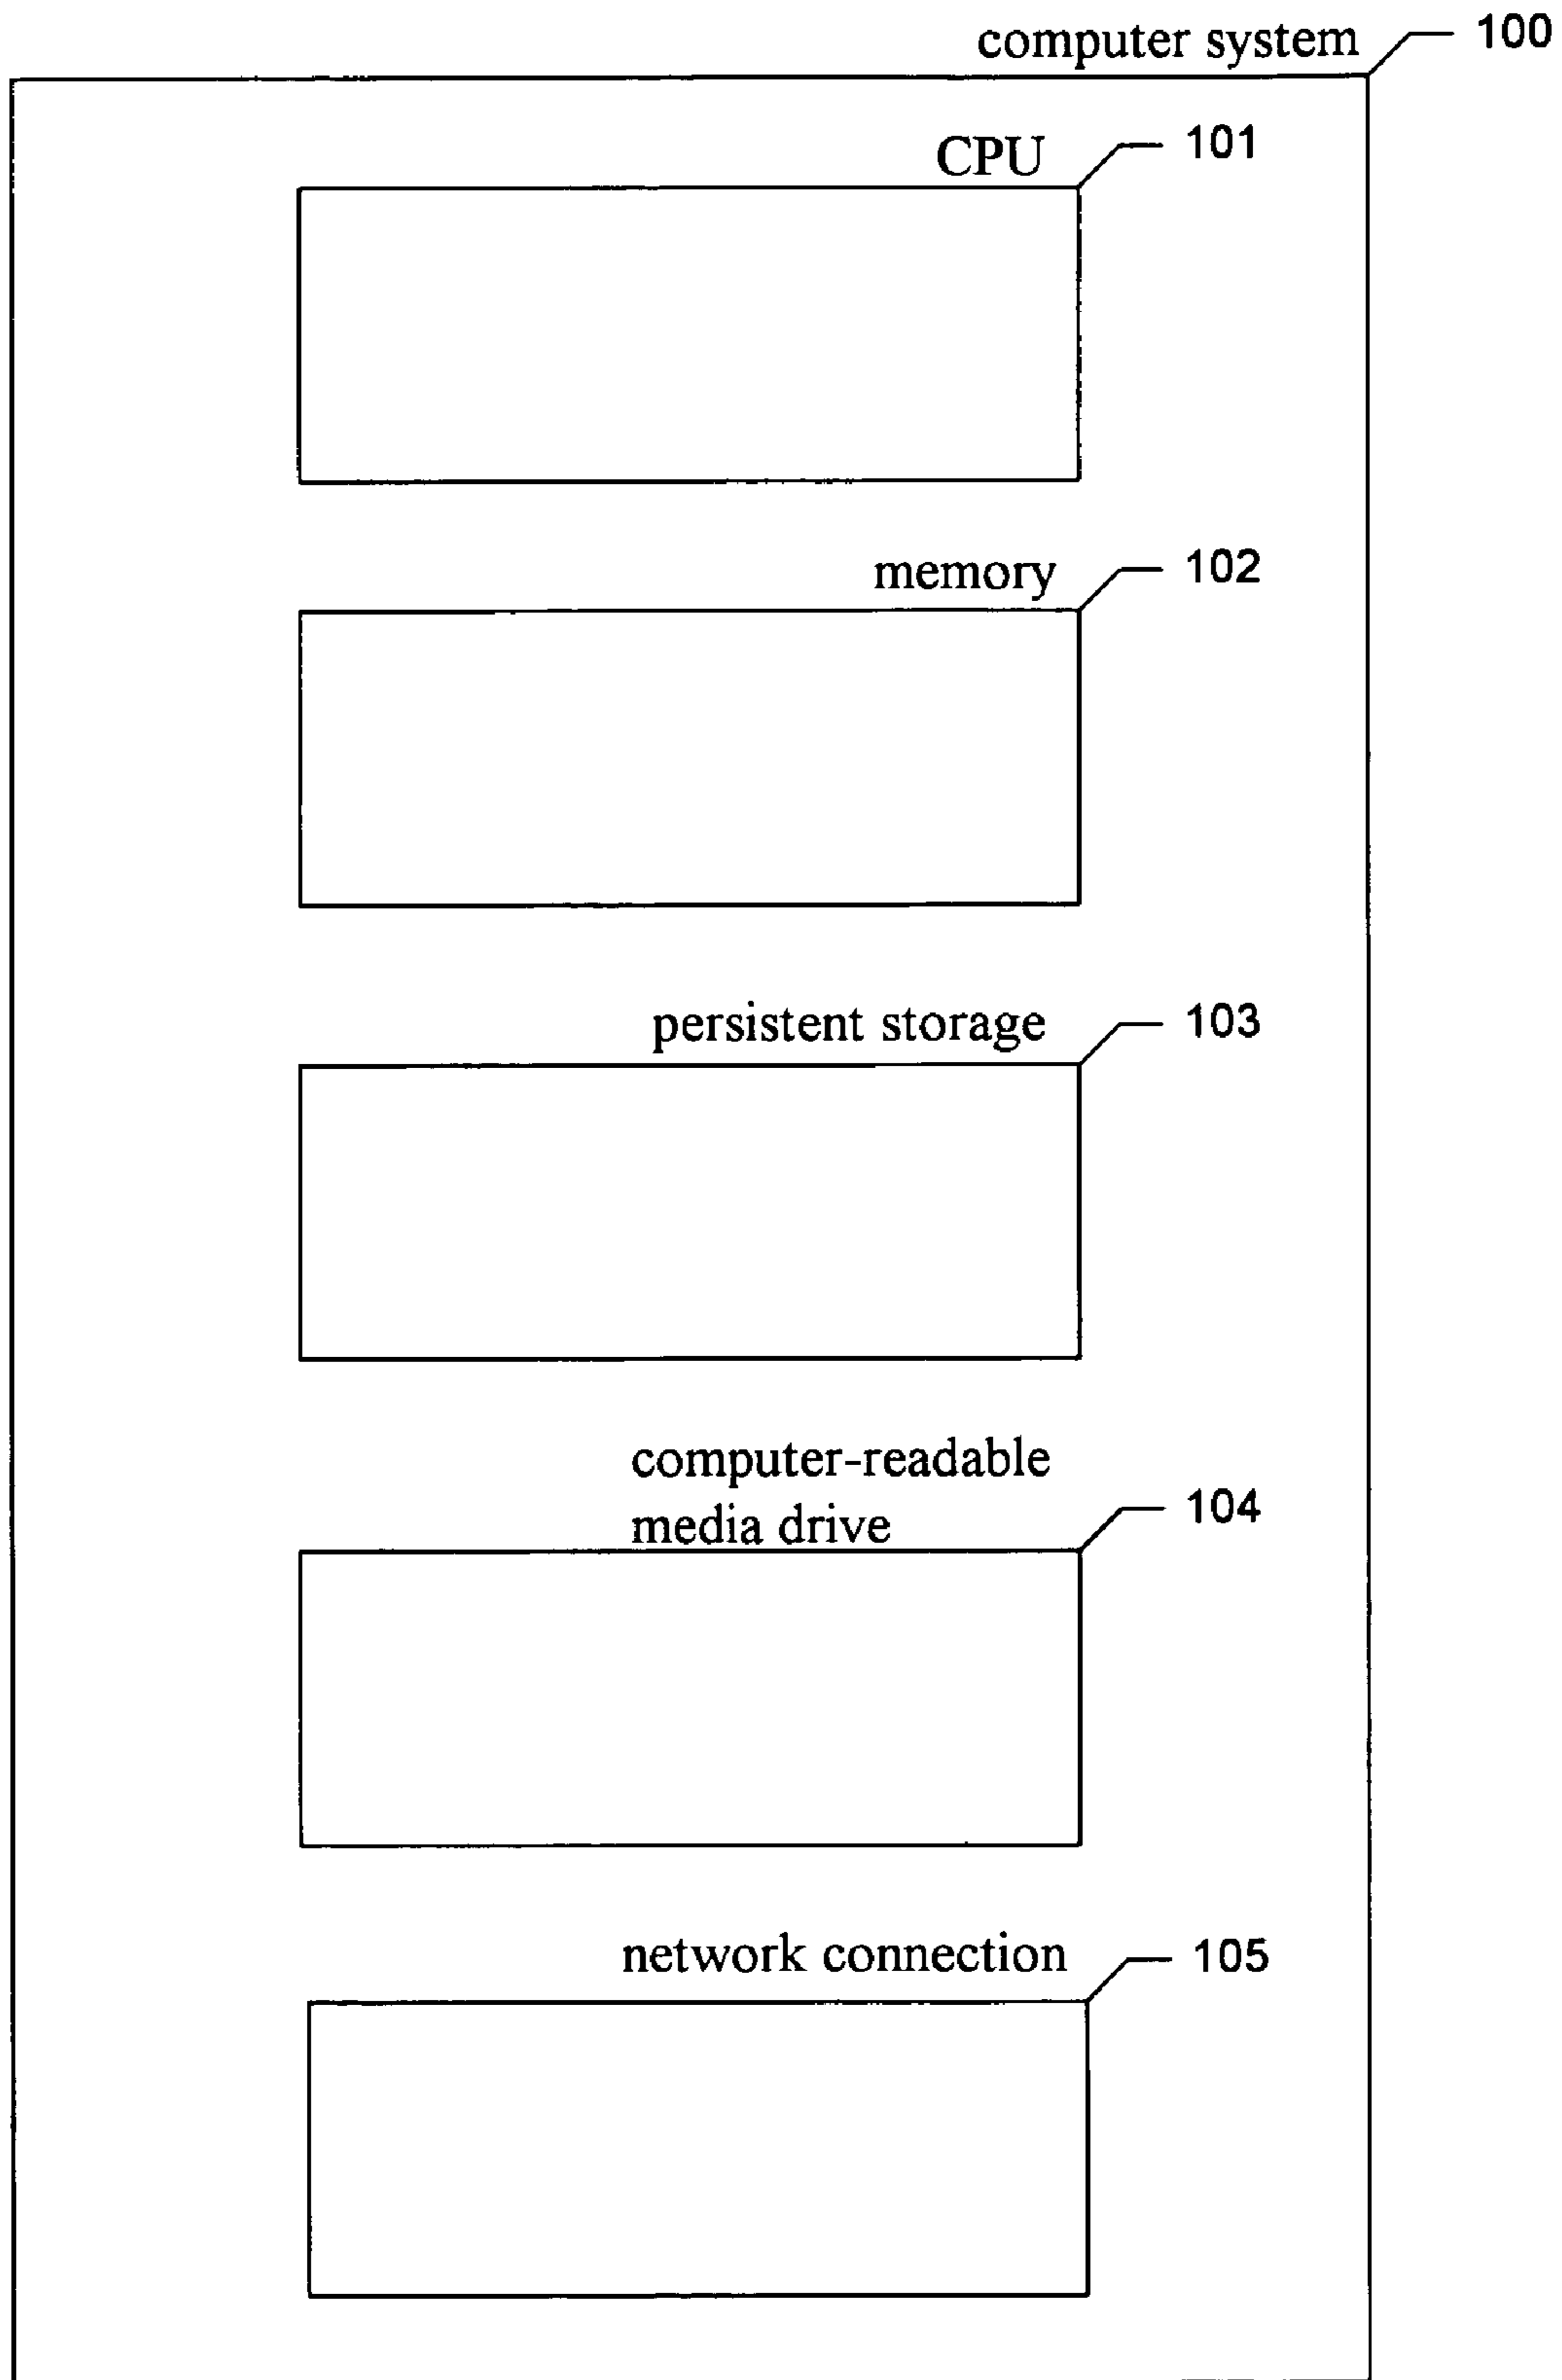 computer system 100
CPU 101
memory 102
persistent storage 103
computer-readable
media drive 104
network connection 105